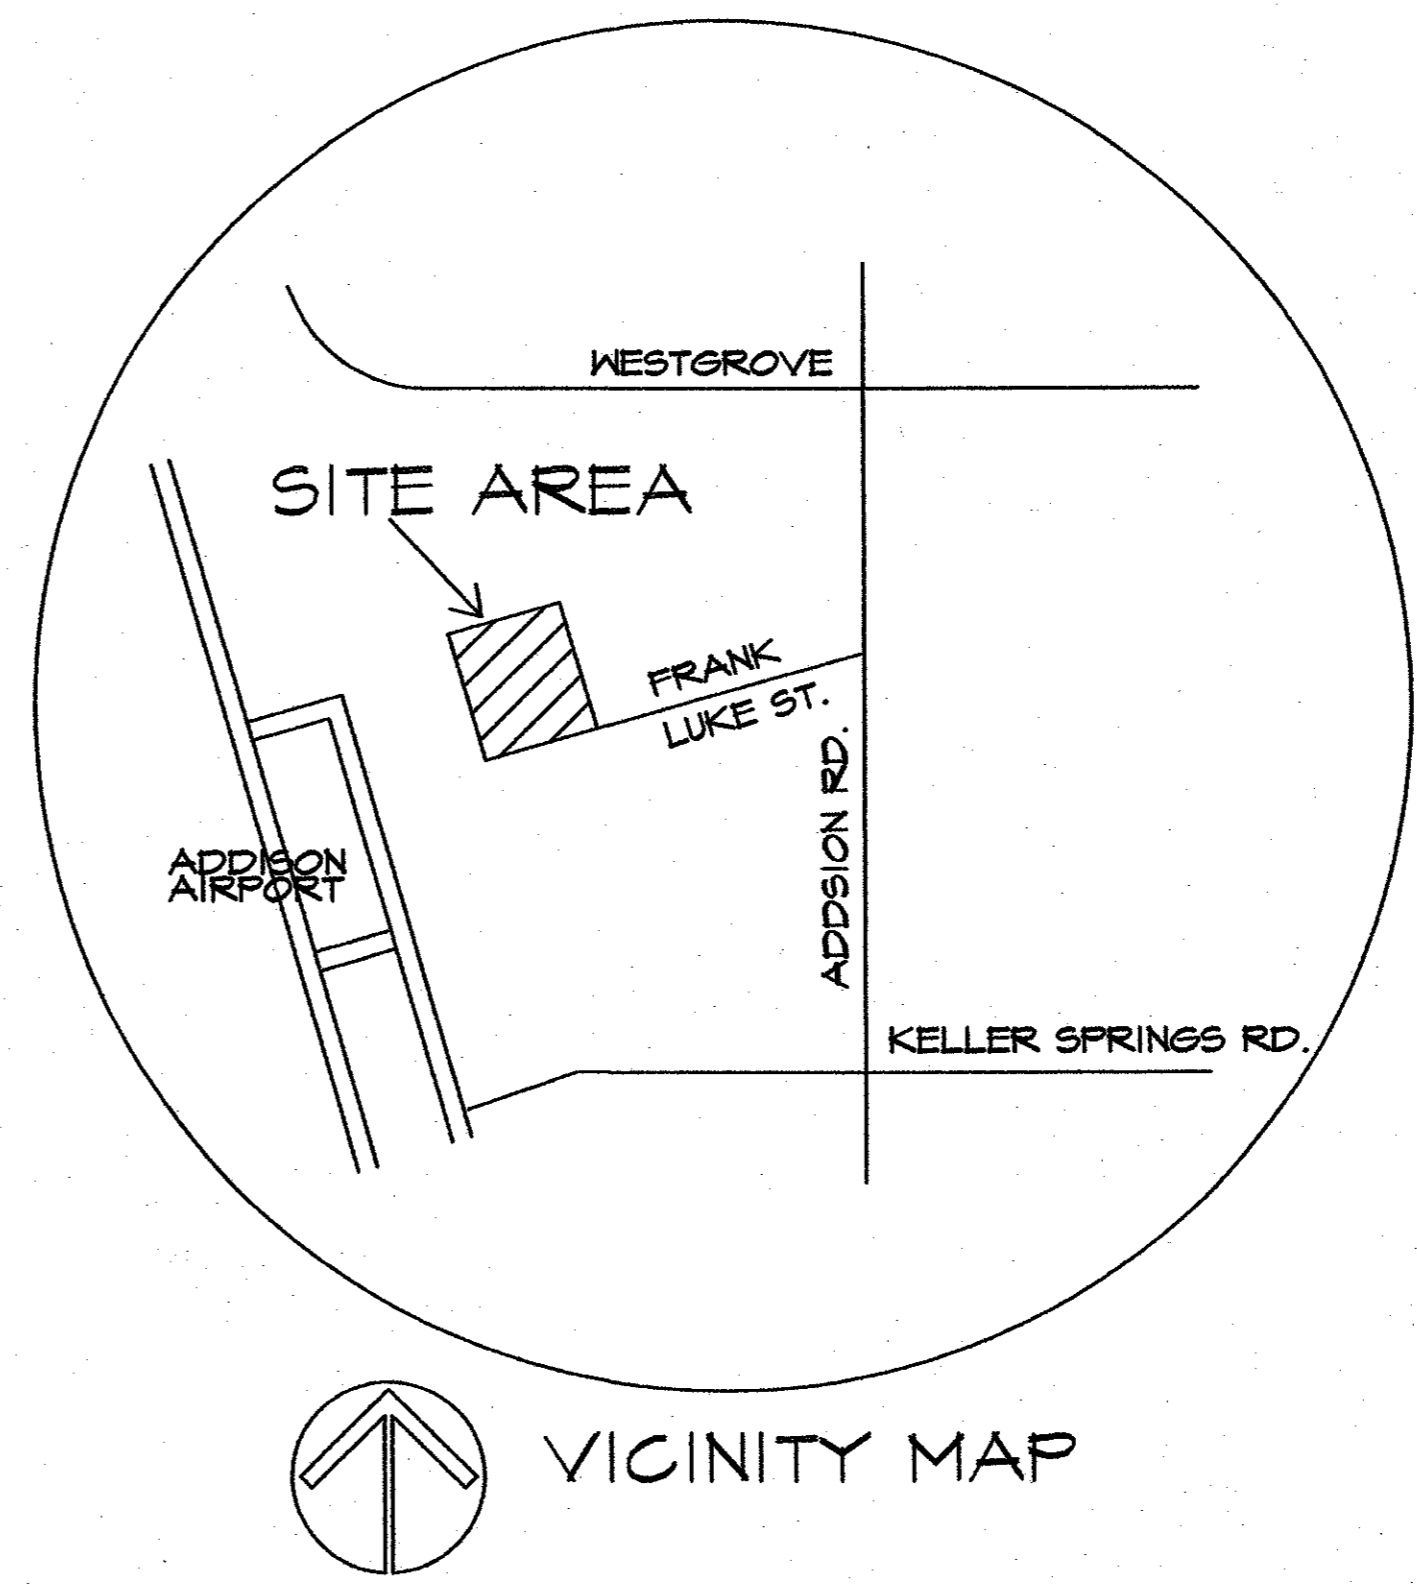 WESTGROVE
SITE AREA
FRANK
LUKE ST.
ADDSION RD.
ADDISON
AIRPORT
KELLER SPRINGS RD.
VICINITY MAP